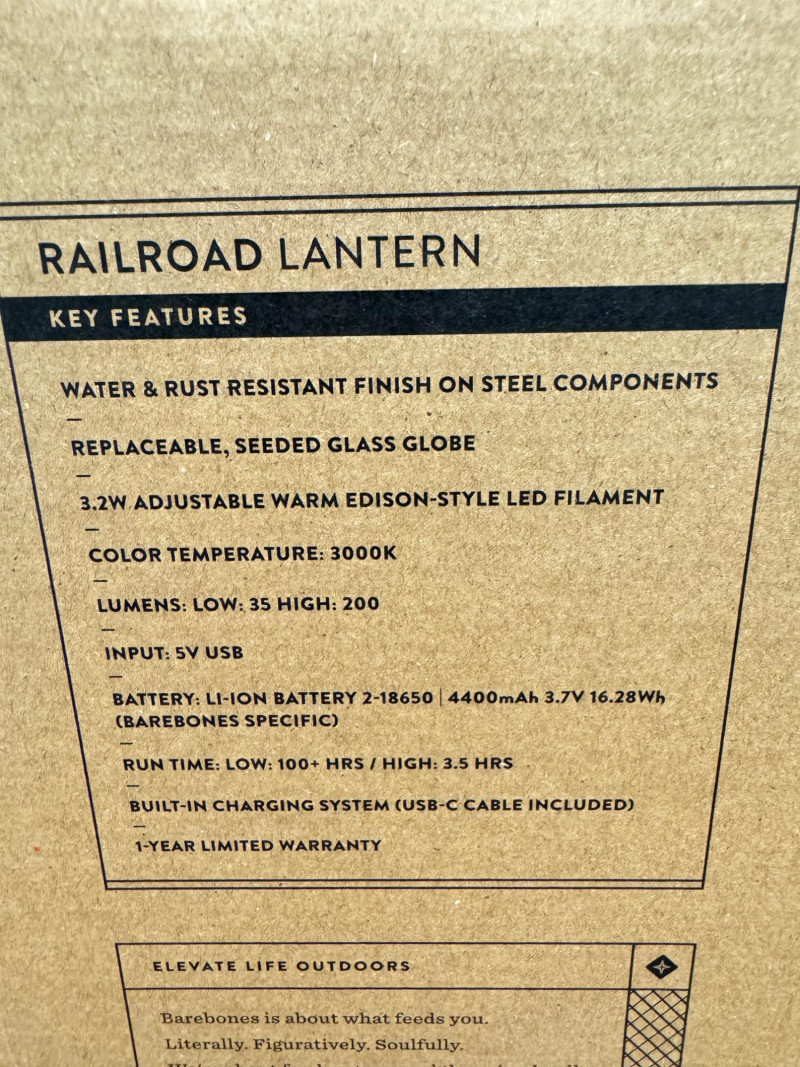 RAILROAD LANTERN
KEY FEATURES
WATER & RUST RESISTANT FINISH ON STEEL COMPONENTS
—
REPLACEABLE, SEEDED GLASS GLOBE
—
3.2W ADJUSTABLE WARM EDISON-STYLE LED FILAMENT
—
COLOR TEMPERATURE: 3000K
—
LUMENS: LOW: 35 HIGH: 200
—
INPUT: 5V USB
—
BATTERY: LI-ION BATTERY 2-18650 | 4400mAh 3.7V 16.28Wh
(BAREBONES SPECIFIC)
—
RUN TIME: LOW: 100+ HRS / HIGH: 3.5 HRS
—
BUILT-IN CHARGING SYSTEM (USB-C CABLE INCLUDED)
—
1-YEAR LIMITED WARRANTY
ELEVATE LIFE OUTDOORS
Barebones is about what feeds you.
Literally. Figuratively. Soulfully.